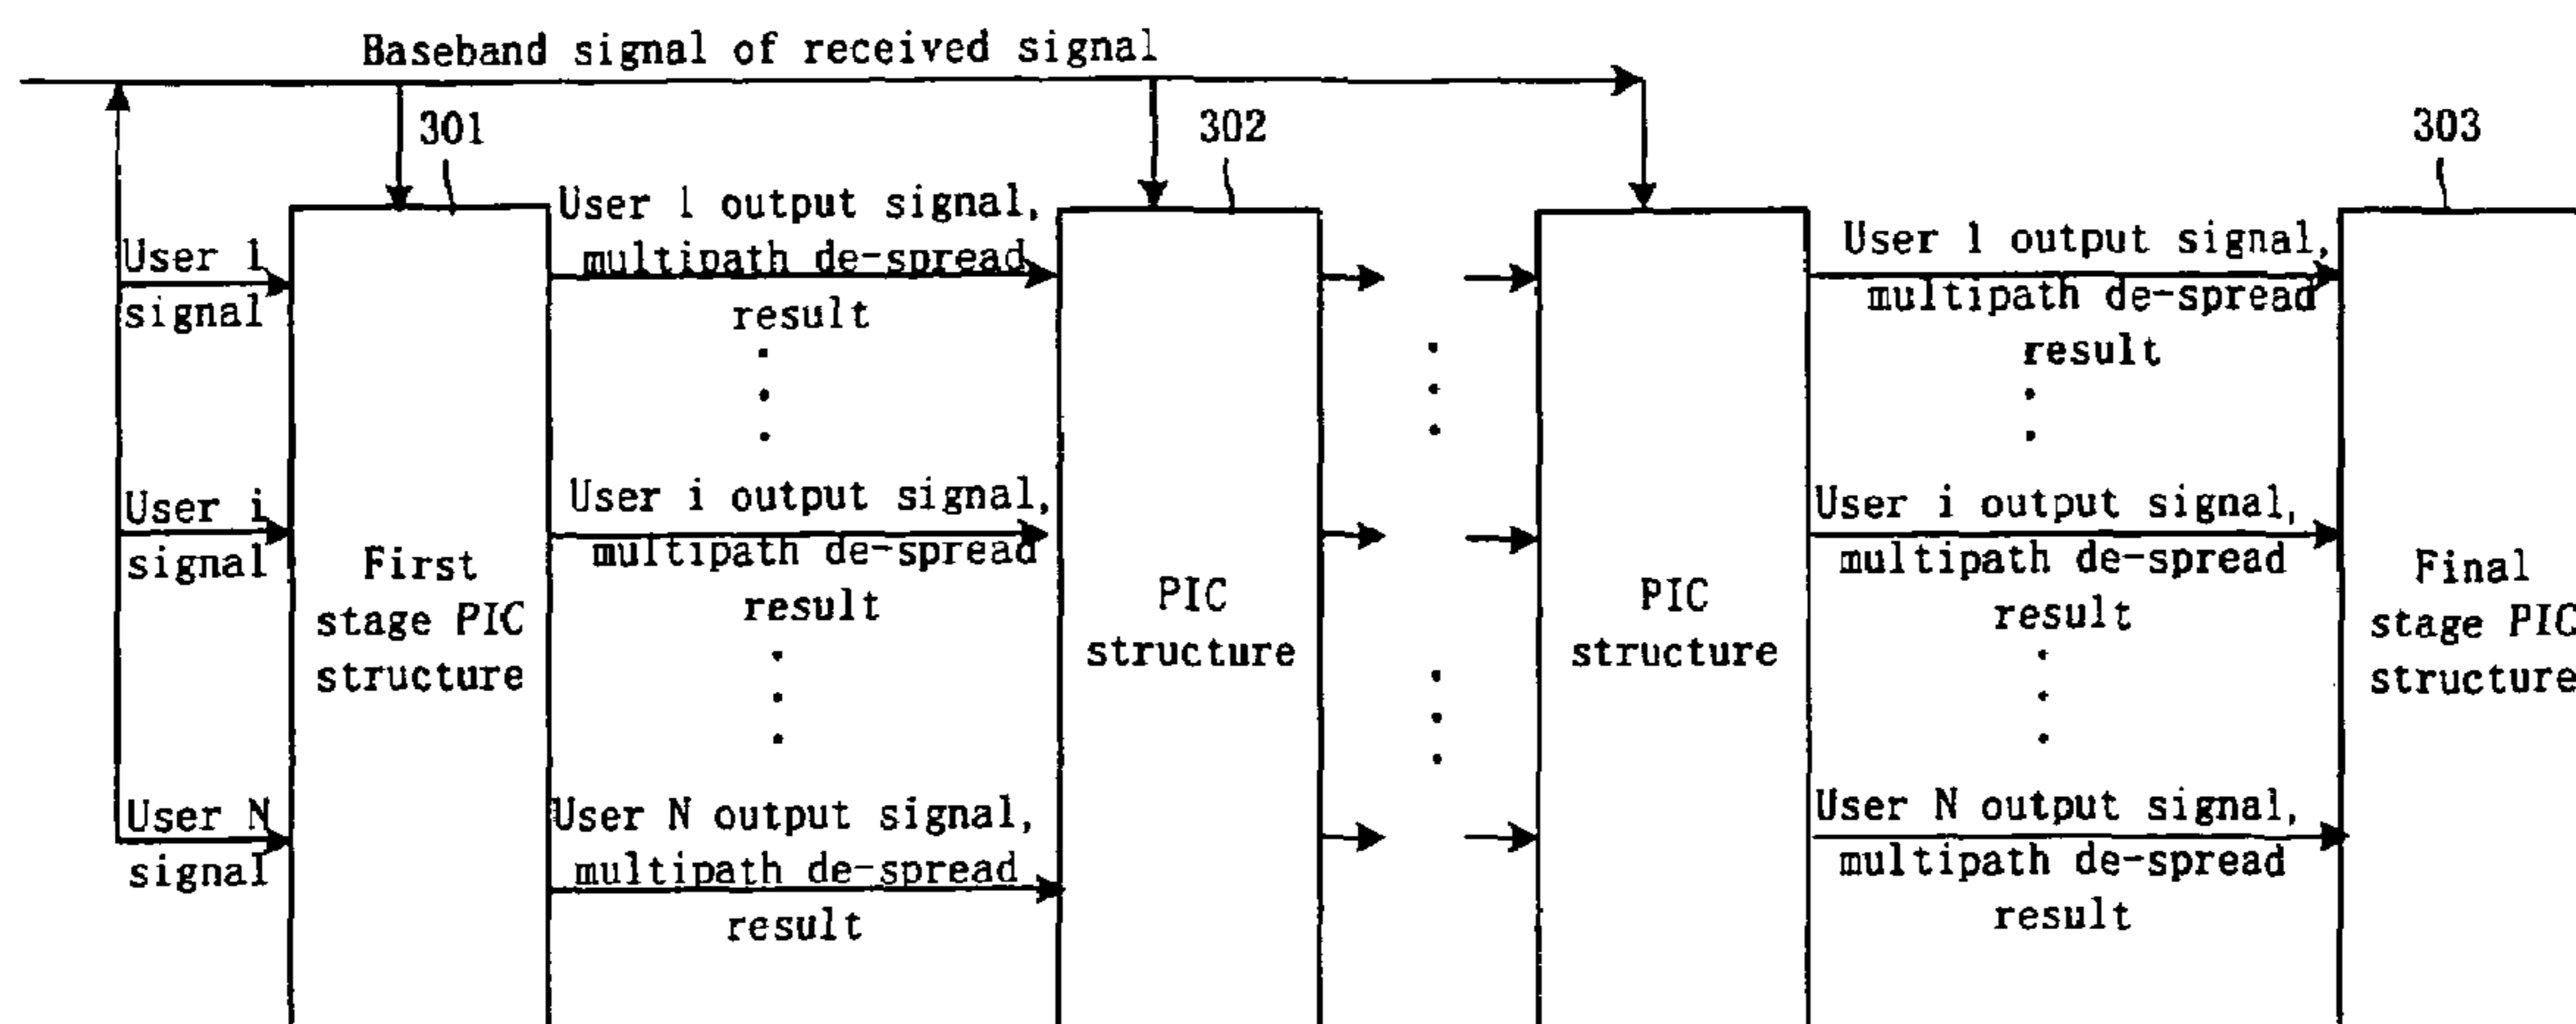 Baseband signal of received signal
301
302
303
User 1
signal
User i
signal
User N
signal
First
stage PIC
structure
User 1 output signal,
multipath de-spread
result
User i output signal,
multipath de-spread
result
User N output signal,
multipath de-spread
result
PIC
structure
PIC
structure
User 1 output signal,
multipath de-spread
result
User i output signal,
multipath de-spread
result
User N output signal,
multipath de-spread
result
Final
stage PIC
structure